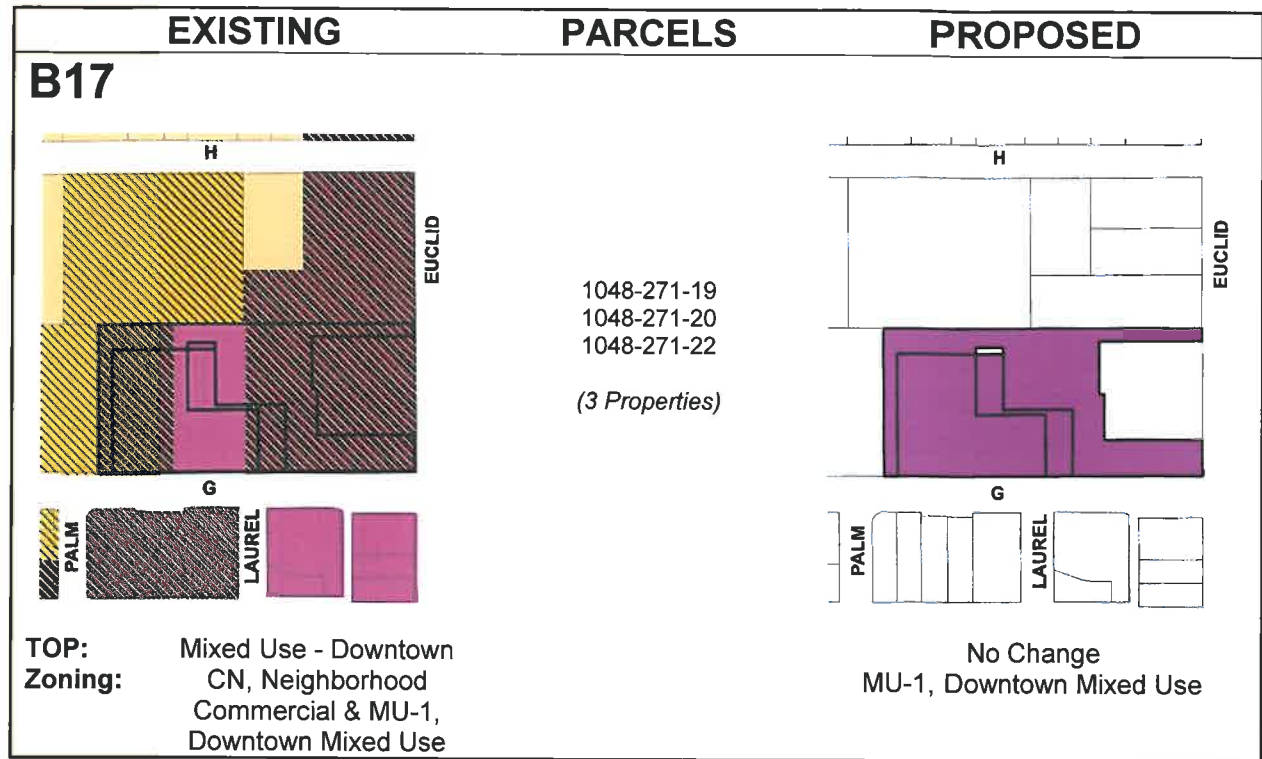 EXISTING PARCELS PROPOSED
B17
H
EUCLID
G
PALM
LAUREL
1048-271-19
1048-271-20
1048-271-22
(3 Properties)
H
EUCLID
G
PALM
LAUREL
TOP: Mixed Use - Downtown
Zoning: CN, Neighborhood
Commercial & MU-1,
Downtown Mixed Use
No Change
MU-1, Downtown Mixed Use